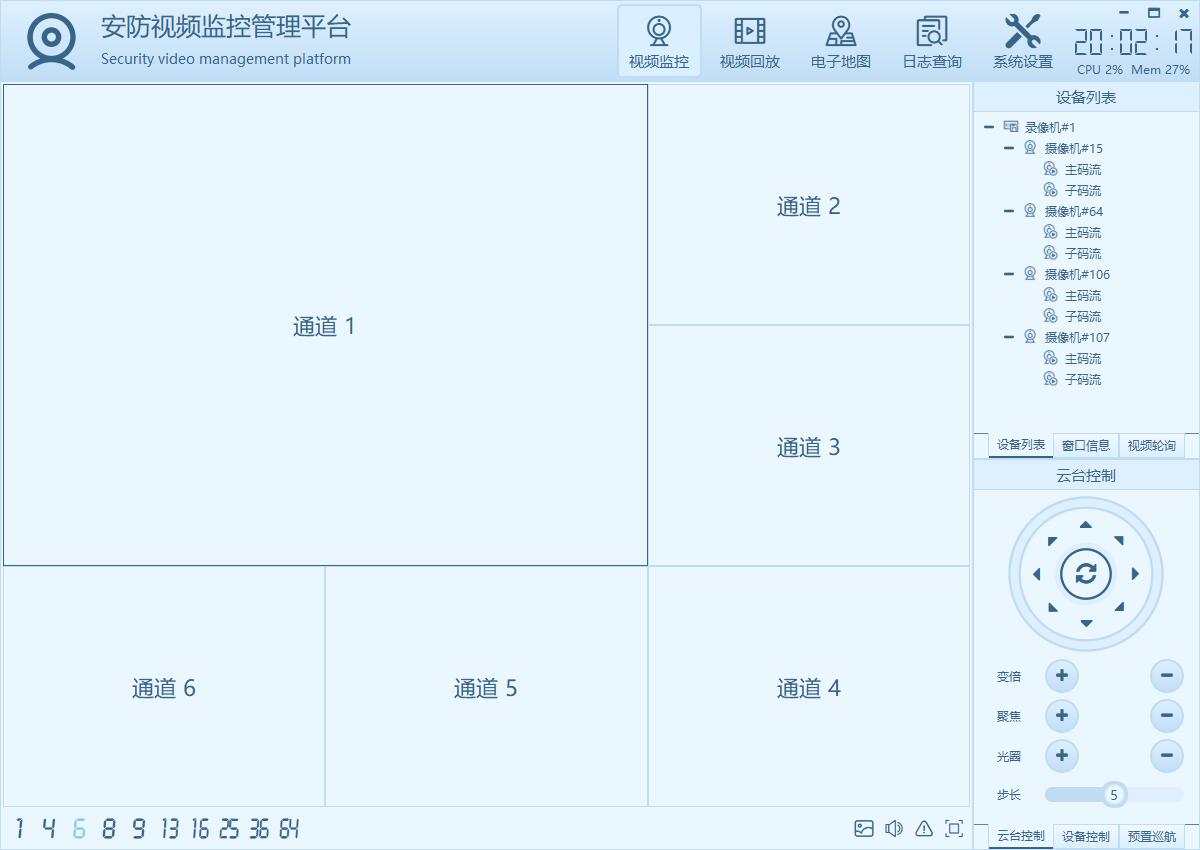 安防视频监控管理平台
Security video management platform
视频监控
视频回放
电子地图
日志查询
系统设置
20:02:17
CPU 2% Mem 27%
通道 1
通道 2
通道 3
通道 6
通道 5
通道 4
1 4 6 8 9 13 16 25 36 64
设备列表
录像机#1
摄像机#15
主码流
子码流
摄像机#64
主码流
子码流
摄像机#106
主码流
子码流
摄像机#107
主码流
子码流
设备列表 窗口信息 视频轮询
云台控制
变倍
聚焦
光圈
步长 5
云台控制 设备控制 预置巡航